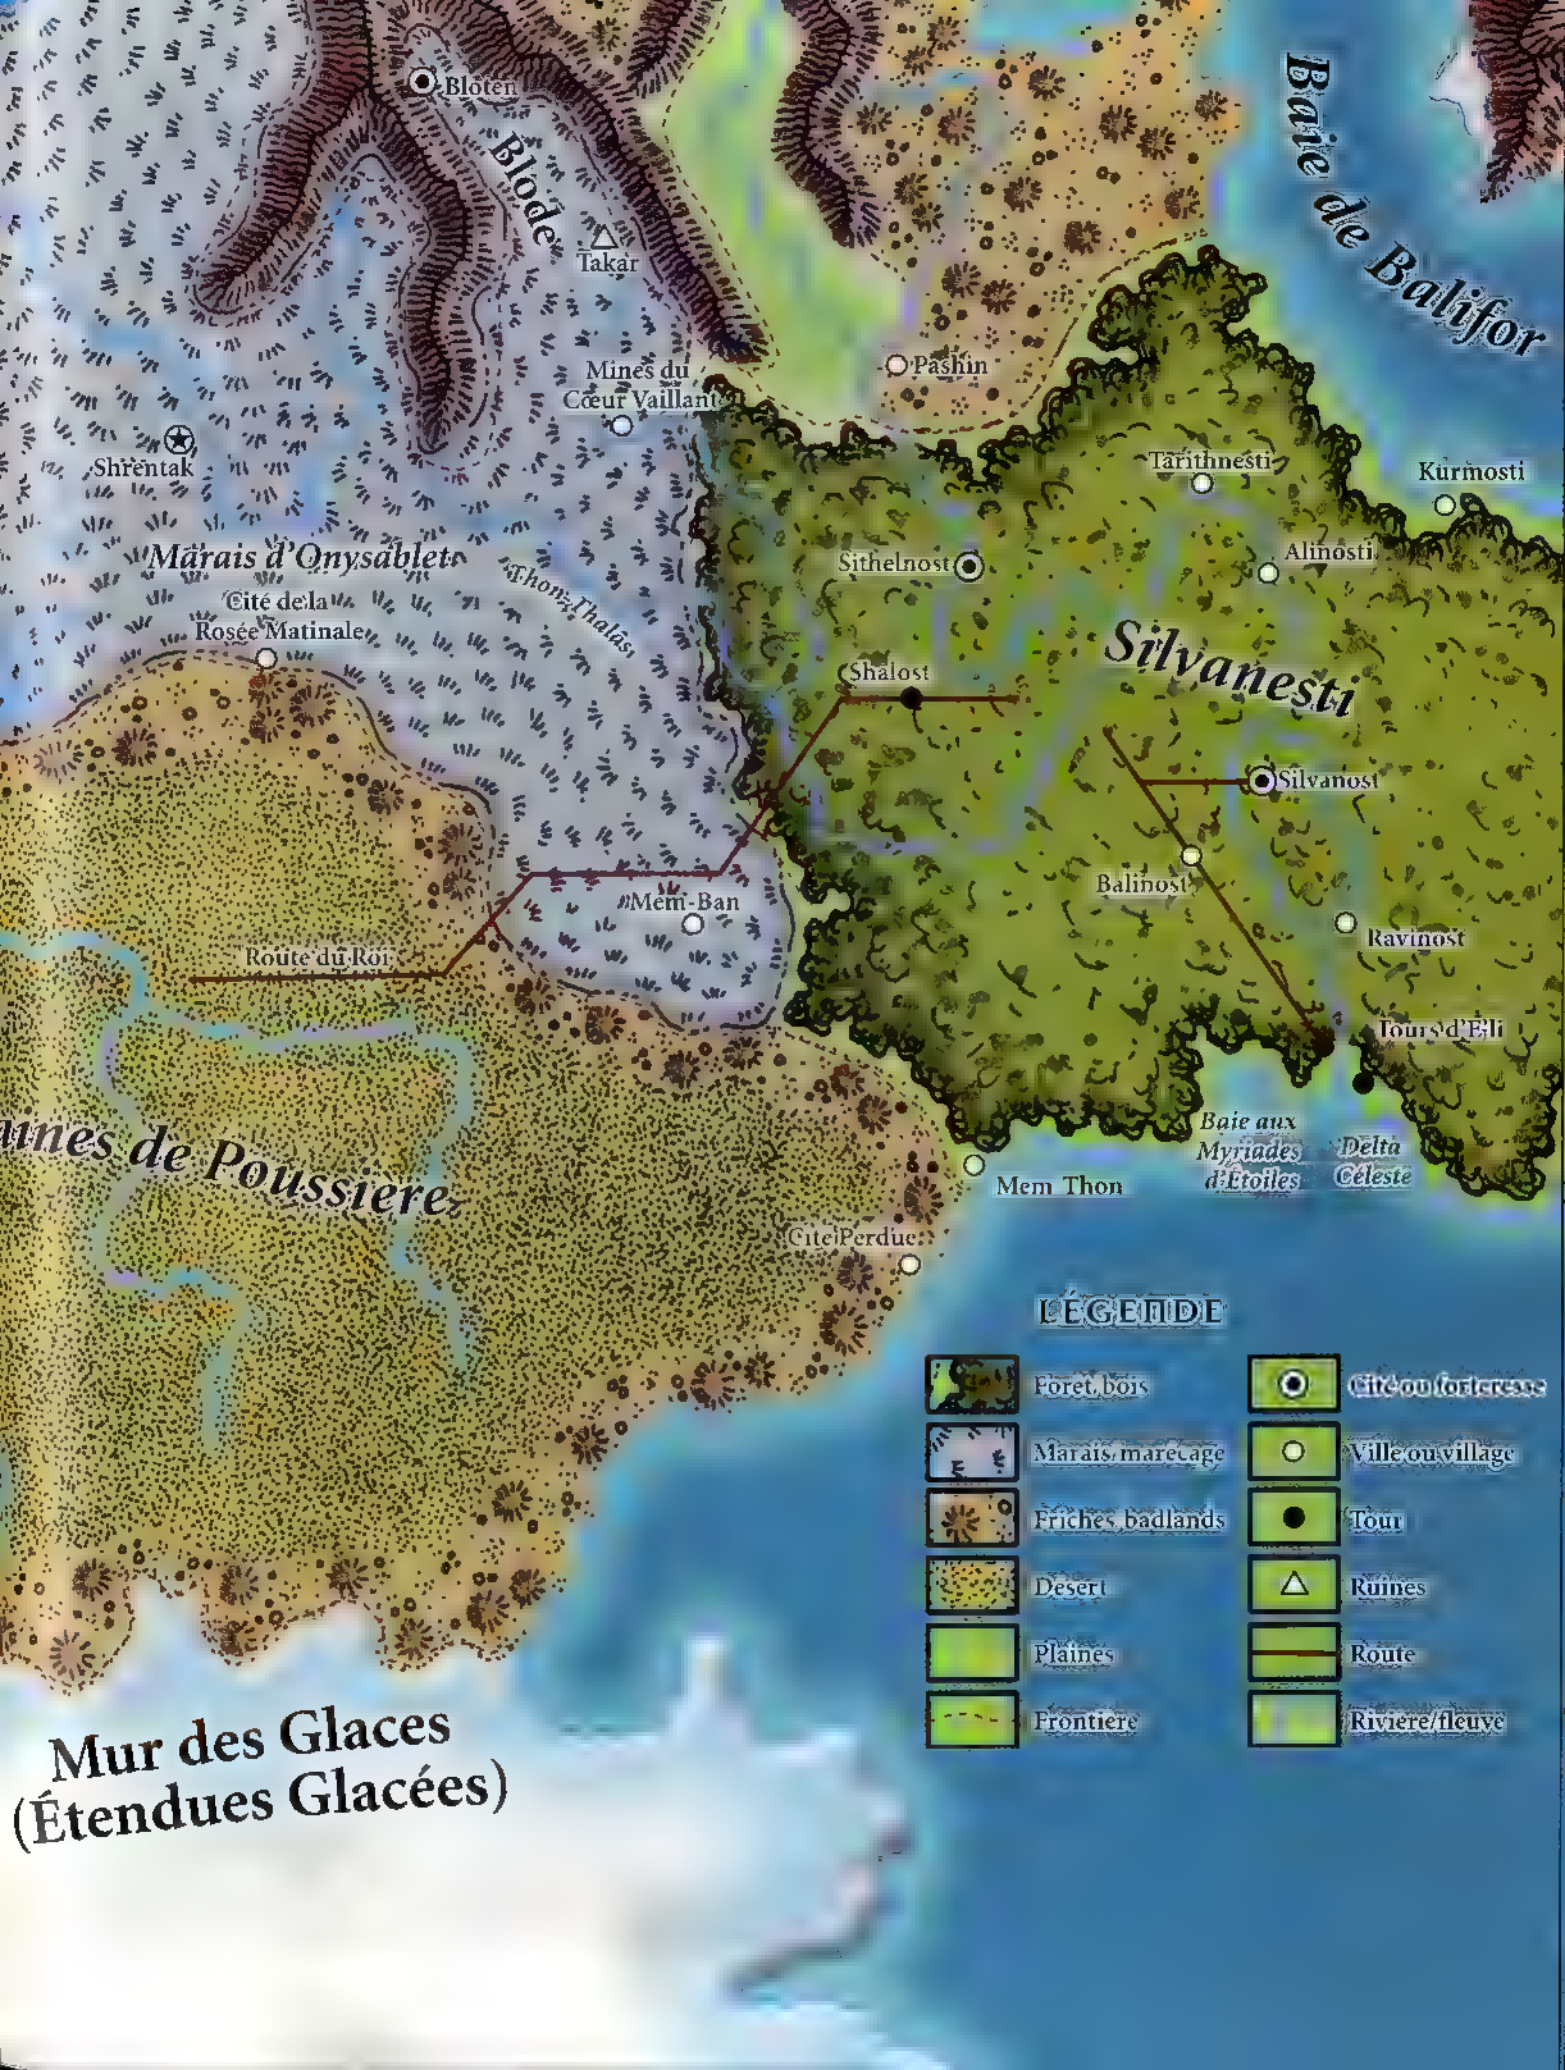 Blöten
Blode
Takar
Baie de Balifor
Pashin
Mines du
Cœur Vaillant
Shrentak
Tarithnesti
Kurmosti
Sithelnost
Alinosti
Marais d'Onysablet
Thon-Thalas
Cité de la
Rosée Matinale
Silvanesti
Shalost
Silvanost
Balinost
Mem-Ban
Ravinost
Route du Roi
Tours d'E'li
de Poussière
Baie aux
Myriades
d'Étoiles
Delta
Céleste
Mem Thon
Cité Perdue
LÉGENDE
Forêt, bois
Cité ou forteresse
Marais, marécage
Ville ou village
Friches, badlands
Tour
Désert
Ruines
Plaines
Route
Frontière
Rivière/fleuve
Mur des Glaces
(Étendues Glacées)